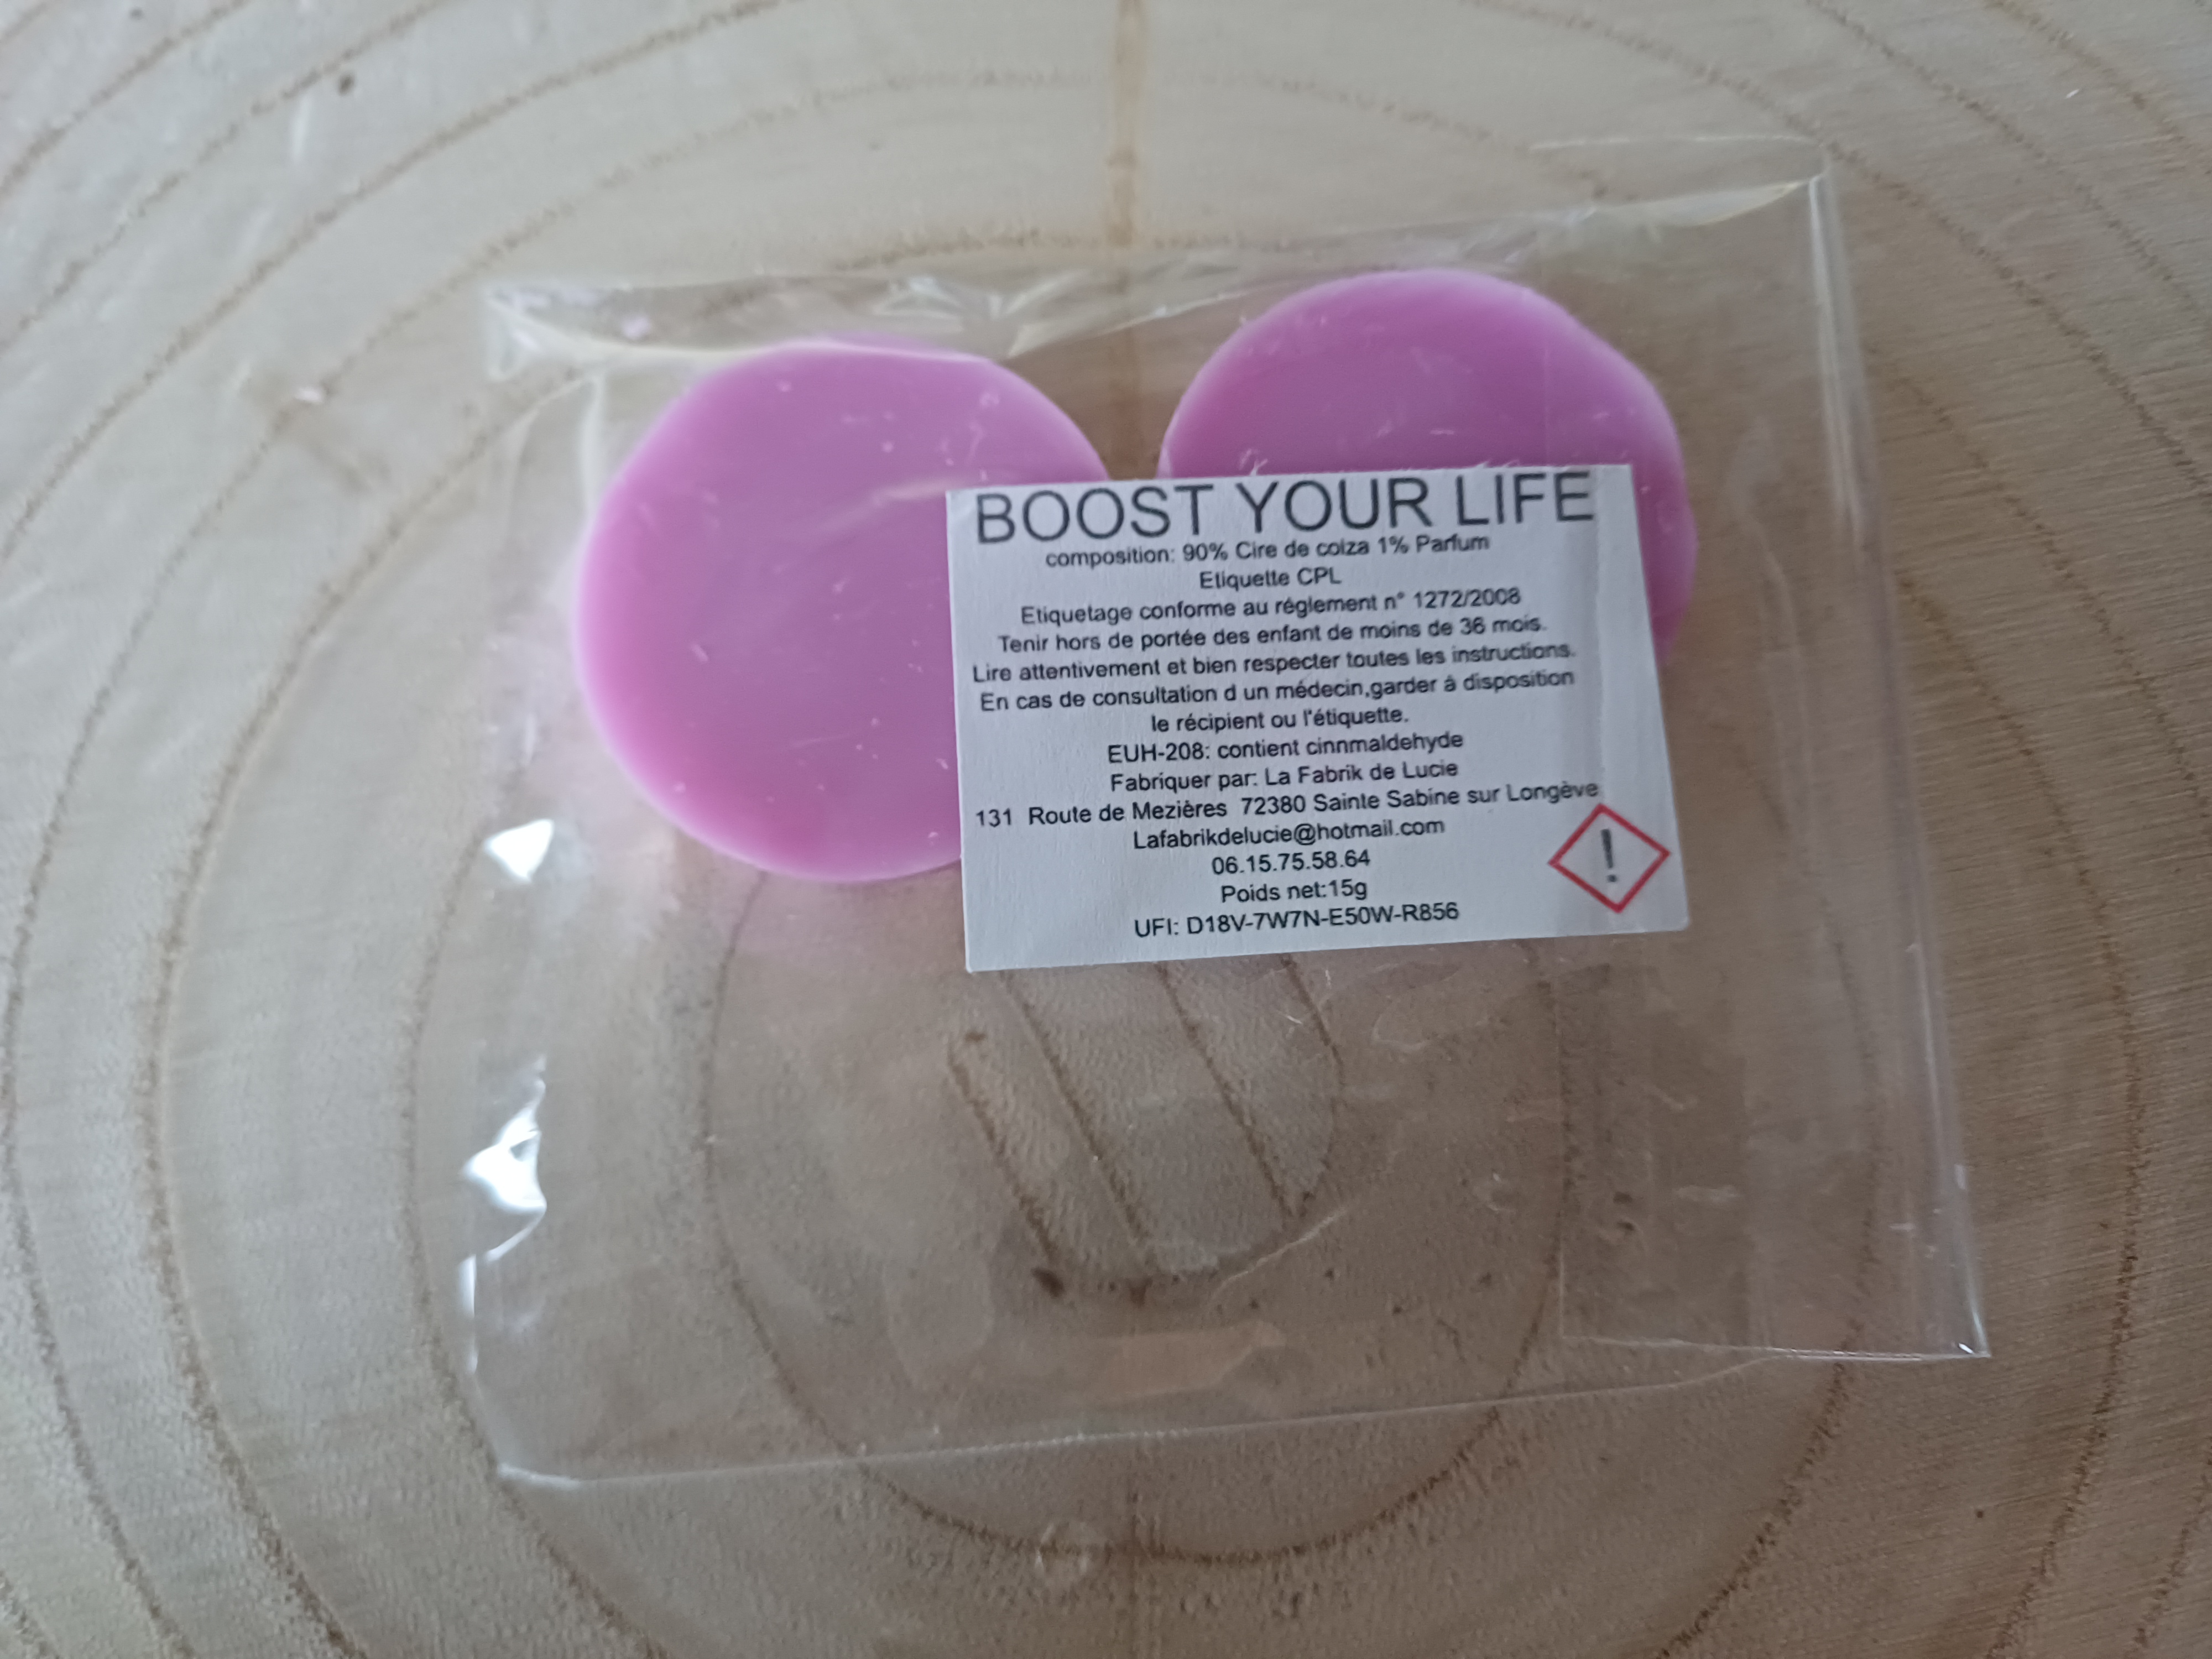 BOOST YOUR LIFE
composition: 90% Cire de colza 1% Parfum
Etiquette CPL
Etiquetage conforme au réglement n° 1272/2008
Tenir hors de portée des enfant de moins de 36 mois.
Lire attentivement et bien respecter toutes les instructions.
En cas de consultation d un médecin,garder à disposition
le récipient ou l'étiquette.
EUH-208: contient cinnmaldehyde
Fabriquer par: La Fabrik de Lucie
131 Route de Mezières 72380 Sainte Sabine sur Longève
Lafabrikdelucie@hotmail.com
06.15.75.58.64
Poids net:15g
UFI: D18V-7W7N-E50W-R856